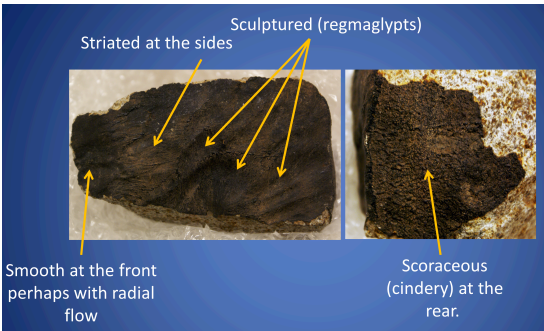 Sculptured (regmaglypts)
Striated at the sides
Smooth at the front
perhaps with radial
flow
Scoraceous
(cindery) at the
rear.